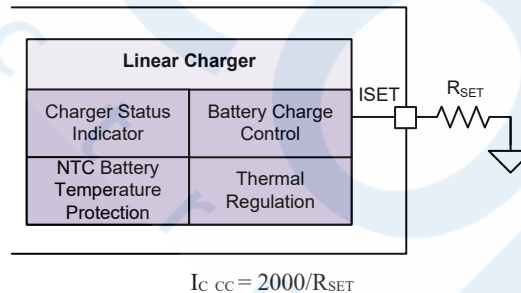 Linear Charger
ISET
RSET
Charger Status
Indicator
Battery Charge
Control
NTC Battery
Temperature
Protection
Thermal
Regulation
IC CC = 2000/RSET